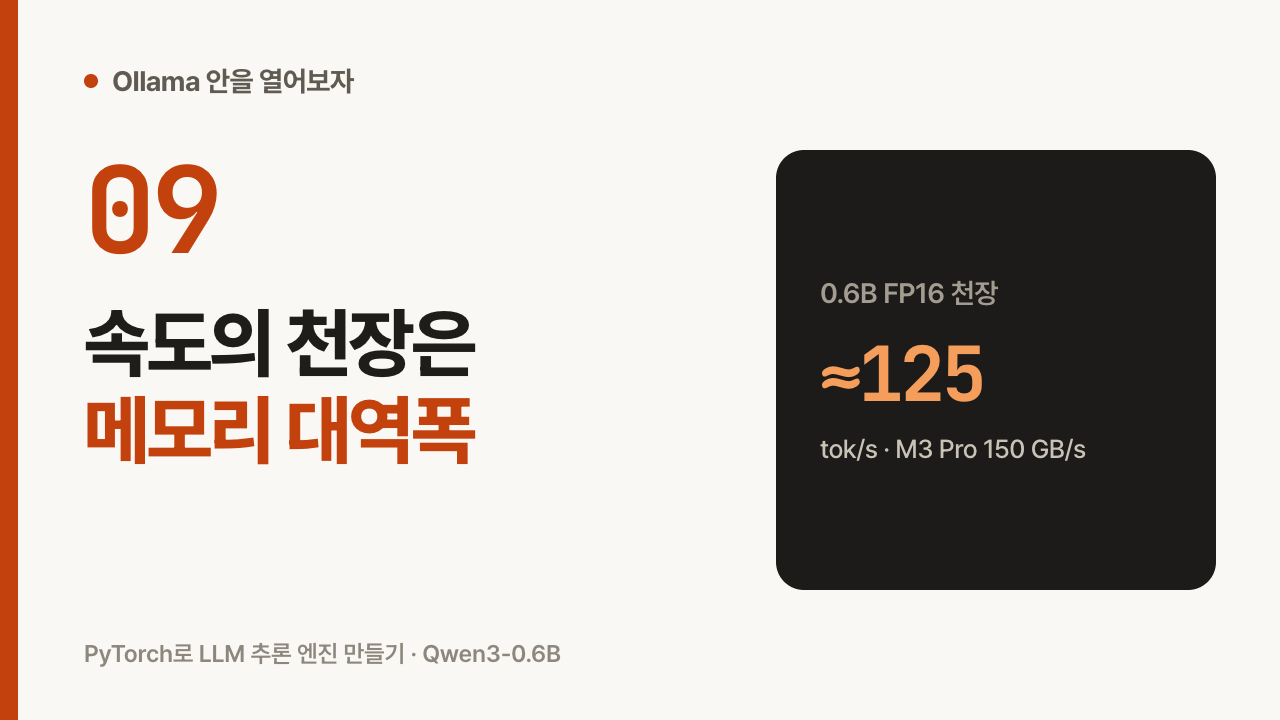 Ollama 안을 열어보자
09
속도의 천장은
메모리 대역폭
0.6B FP16 천장
≈125
tok/s · M3 Pro 150 GB/s
PyTorch로 LLM 추론 엔진 만들기 · Qwen3-0.6B